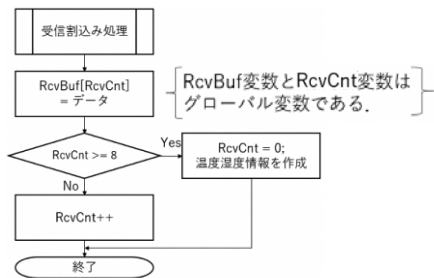 受信割込み処理
RcvBuf[RcvCnt]
= データ
RcvBuf変数とRcvCnt変数は
グローバル変数である.
RcvCnt >= 8
Yes
RcvCnt = 0;
温度湿度情報を作成
No
RcvCnt++
終了